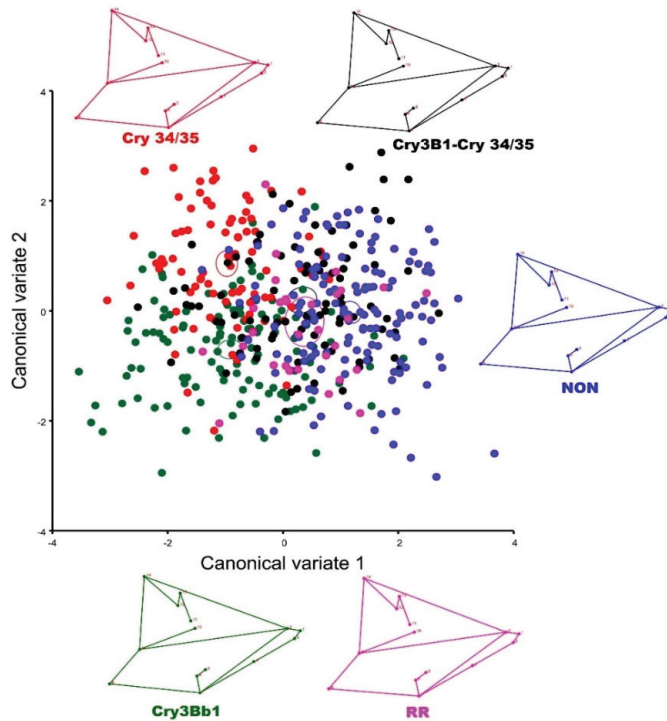 Cry 34/35
Cry3B1-Cry 34/35
4
2
0
-2
-4
Canonical variate 2
NON
-4
-2
0
2
4
Canonical variate 1
Cry3Bb1
RR